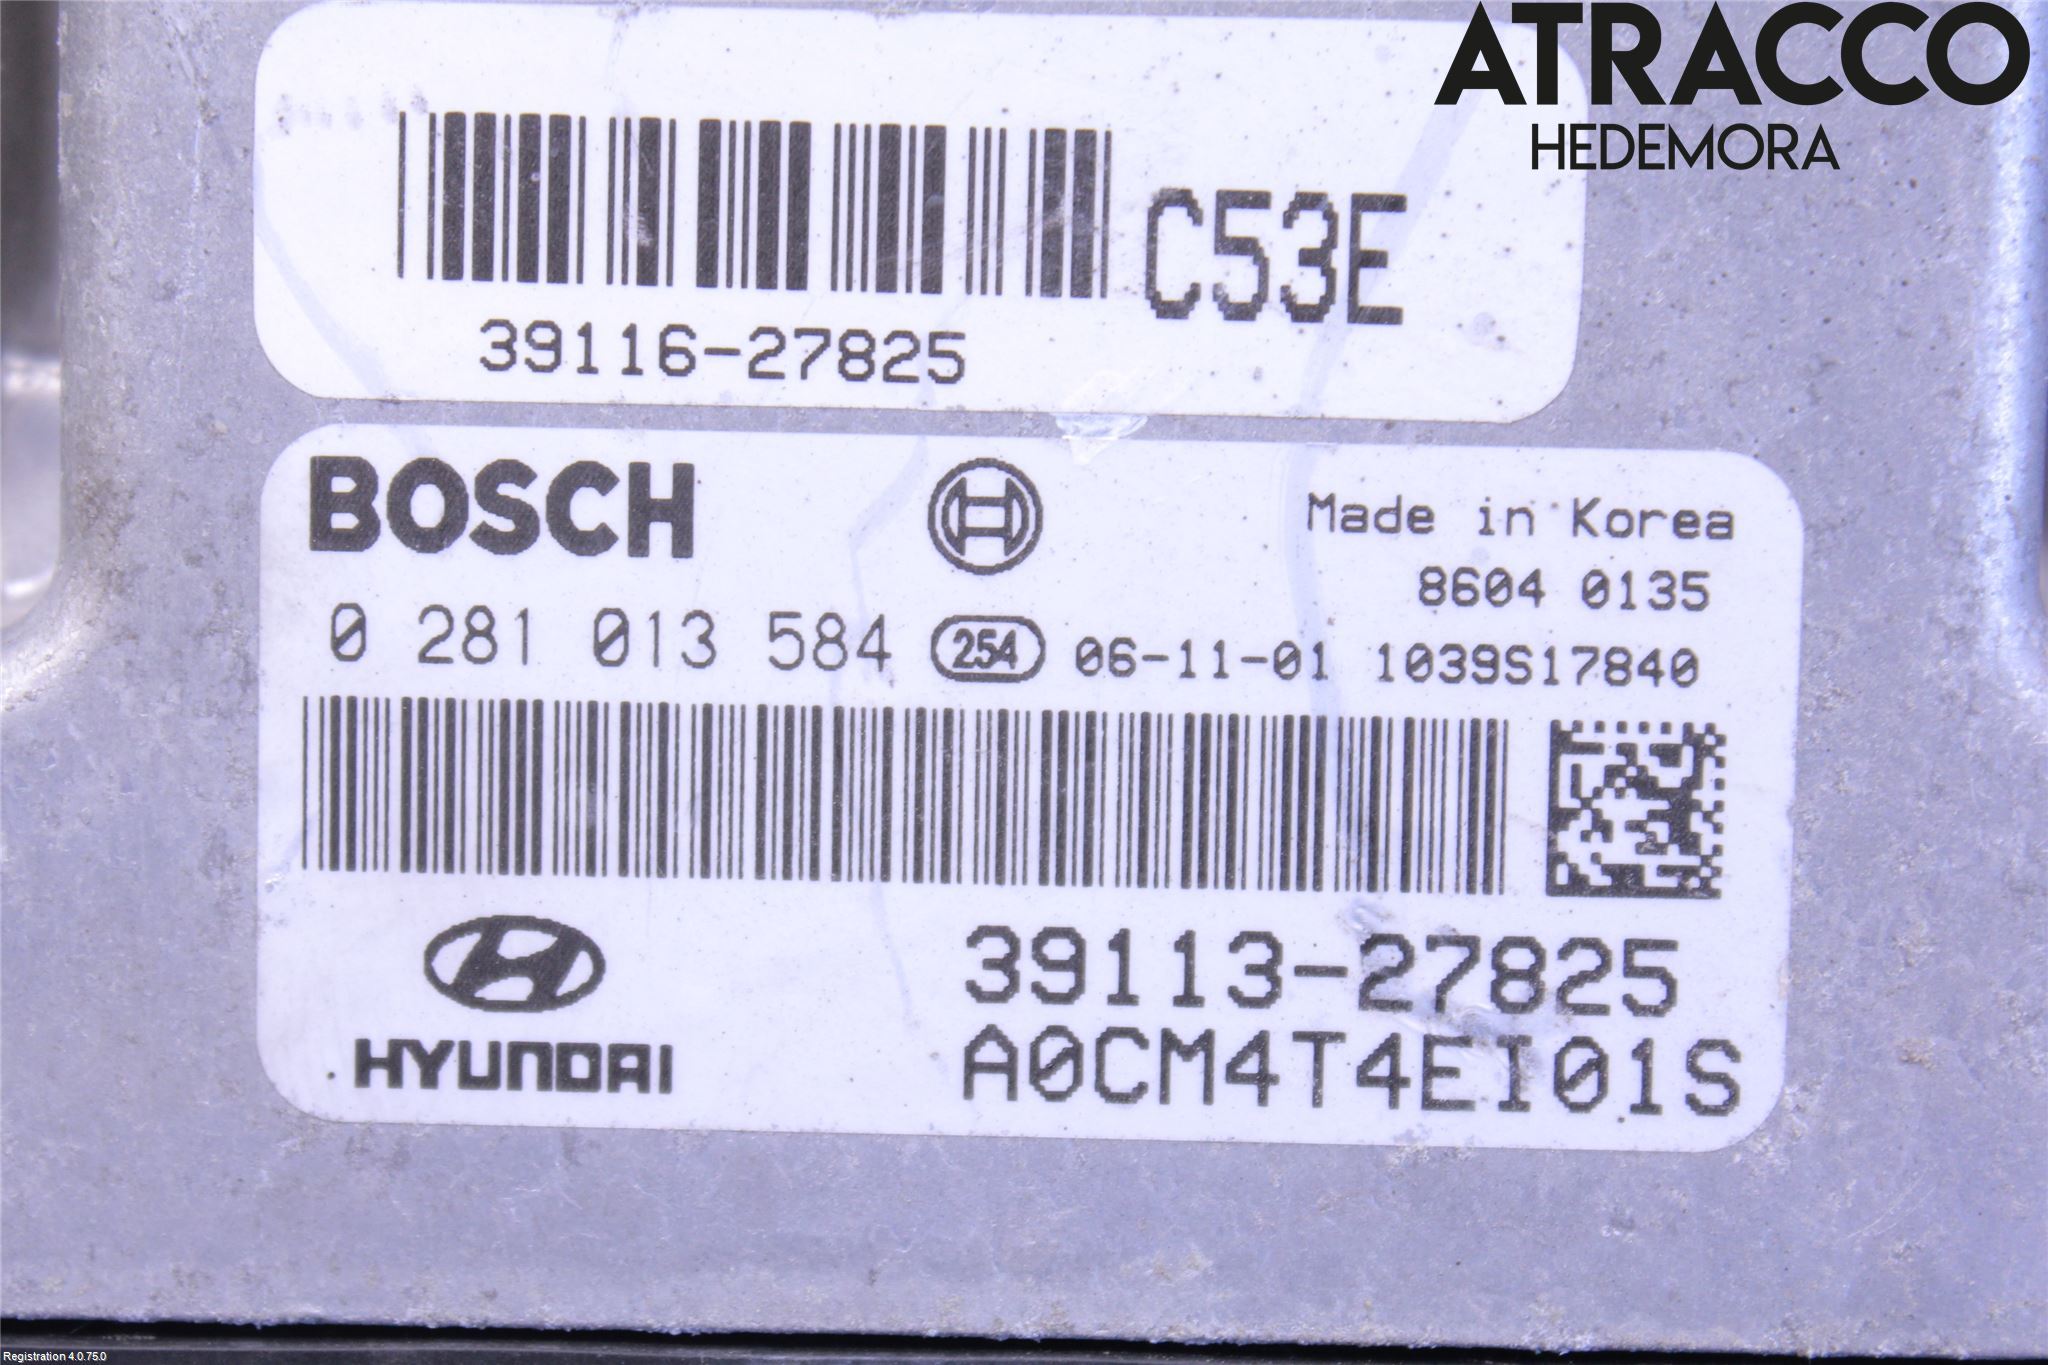 ATRACCO
HEDEMORA
C53E
39116-27825
BOSCH
Made in Korea
8604 0135
0 281 013 584 254 06-11-01 1039S17840
39113-27825
HYUNDAI
A0CM4T4EI01S
Registration 4.0.75.0